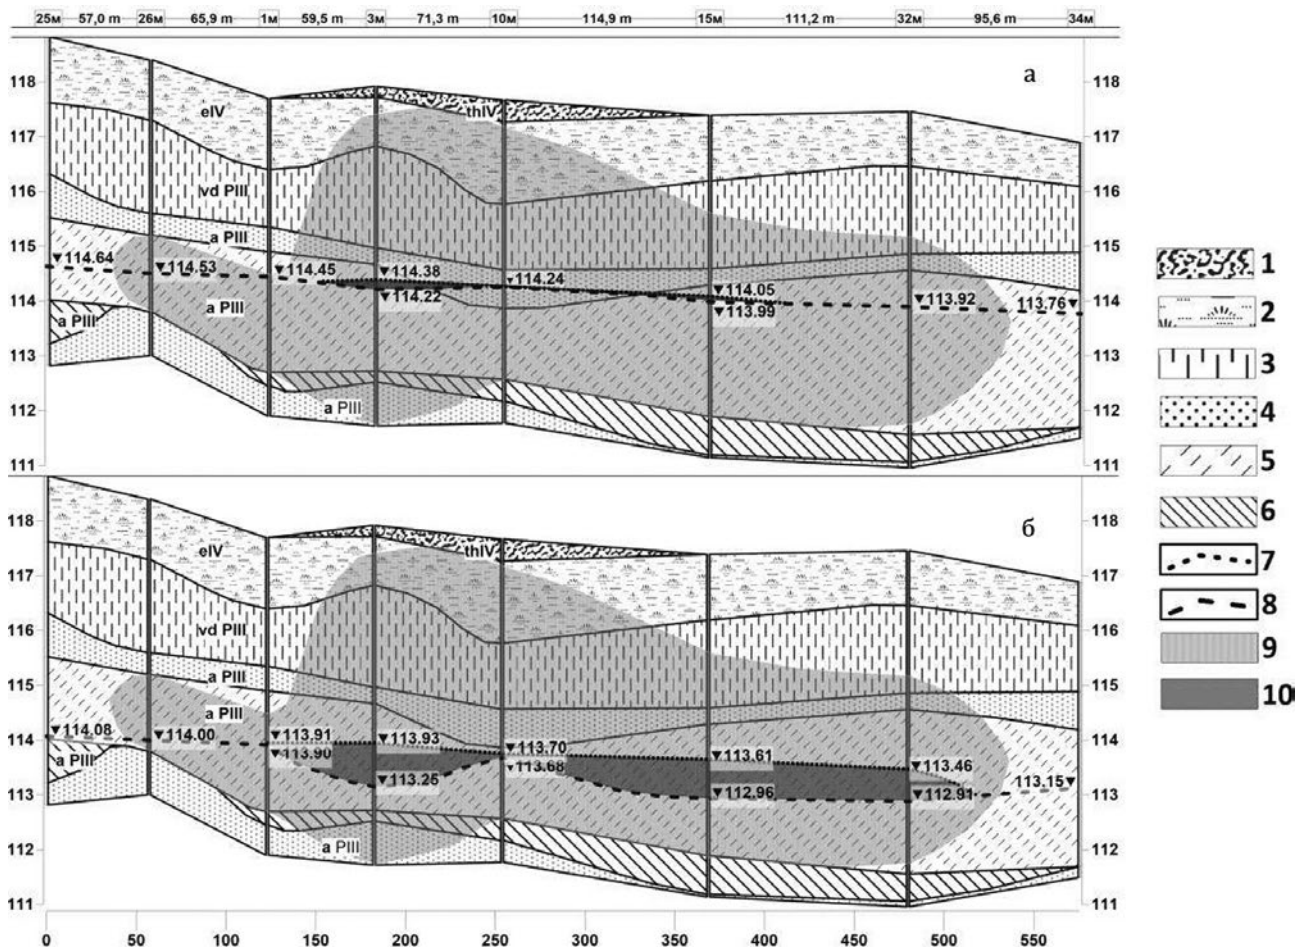 25м 57,0 m 26м 65,9 m 1м 59,5 m 3м 71,3 m 10м 114,9 m 15м 111,2 m 32м 95,6 m 34м
а
118 118
117 117
116 116
115 115
114 114
113 113
112 112
111 111
eIV thIV
vd PIII
a PIII
114.64 114.53 114.45 114.38 114.24 114.05 113.92 113.76
114.22 113.99
a PIII a PIII
a PIII
б
118 118
117 117
116 116
115 115
114 114
113 113
112 112
111 111
eIV thIV
vd PIII
a PIII
a PIII
114.08 114.00 113.91 113.93 113.70 113.61 113.46
a PIII 113.90 113.25 113.68 112.96 112.91 113.15
a PIII
0 50 100 150 200 250 300 350 400 450 500 550
1
2
3
4
5
6
7
8
9
10